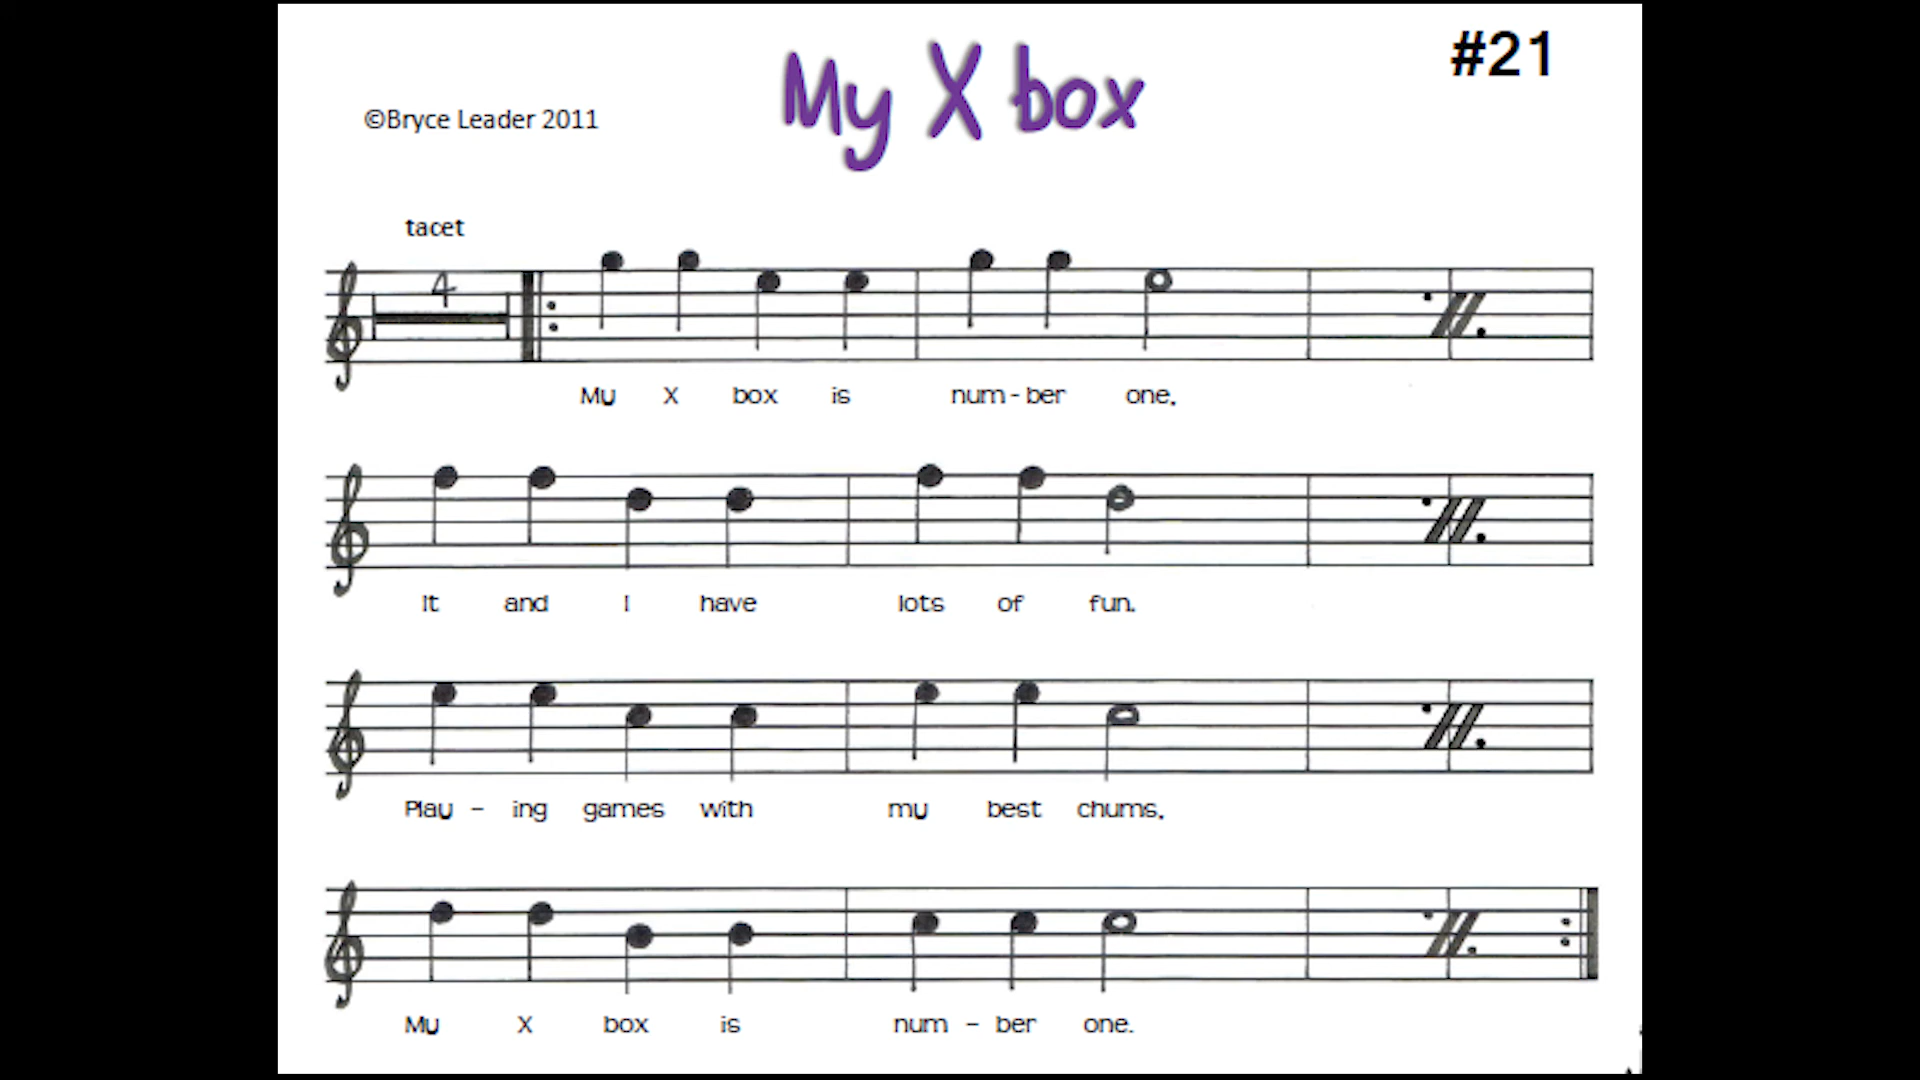 #21
My X box
©Bryce Leader 2011
tacet
4
My X box is num-ber one.
It and I have lots of fun.
Play - ing games with my best chums.
My X box is num - ber one.